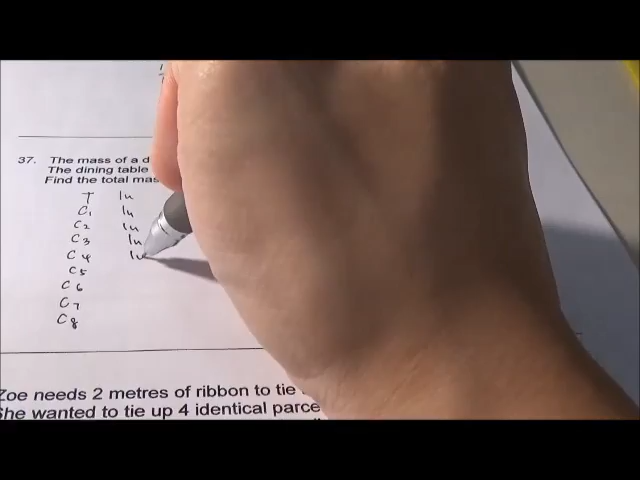 37. The mass of a d
The dining table
Find the total mas
T 1u
C1 1u
C2 1u
C3 1u
C4 1u
C5
C6
C7
C8
Zoe needs 2 metres of ribbon to tie
She wanted to tie up 4 identical parce